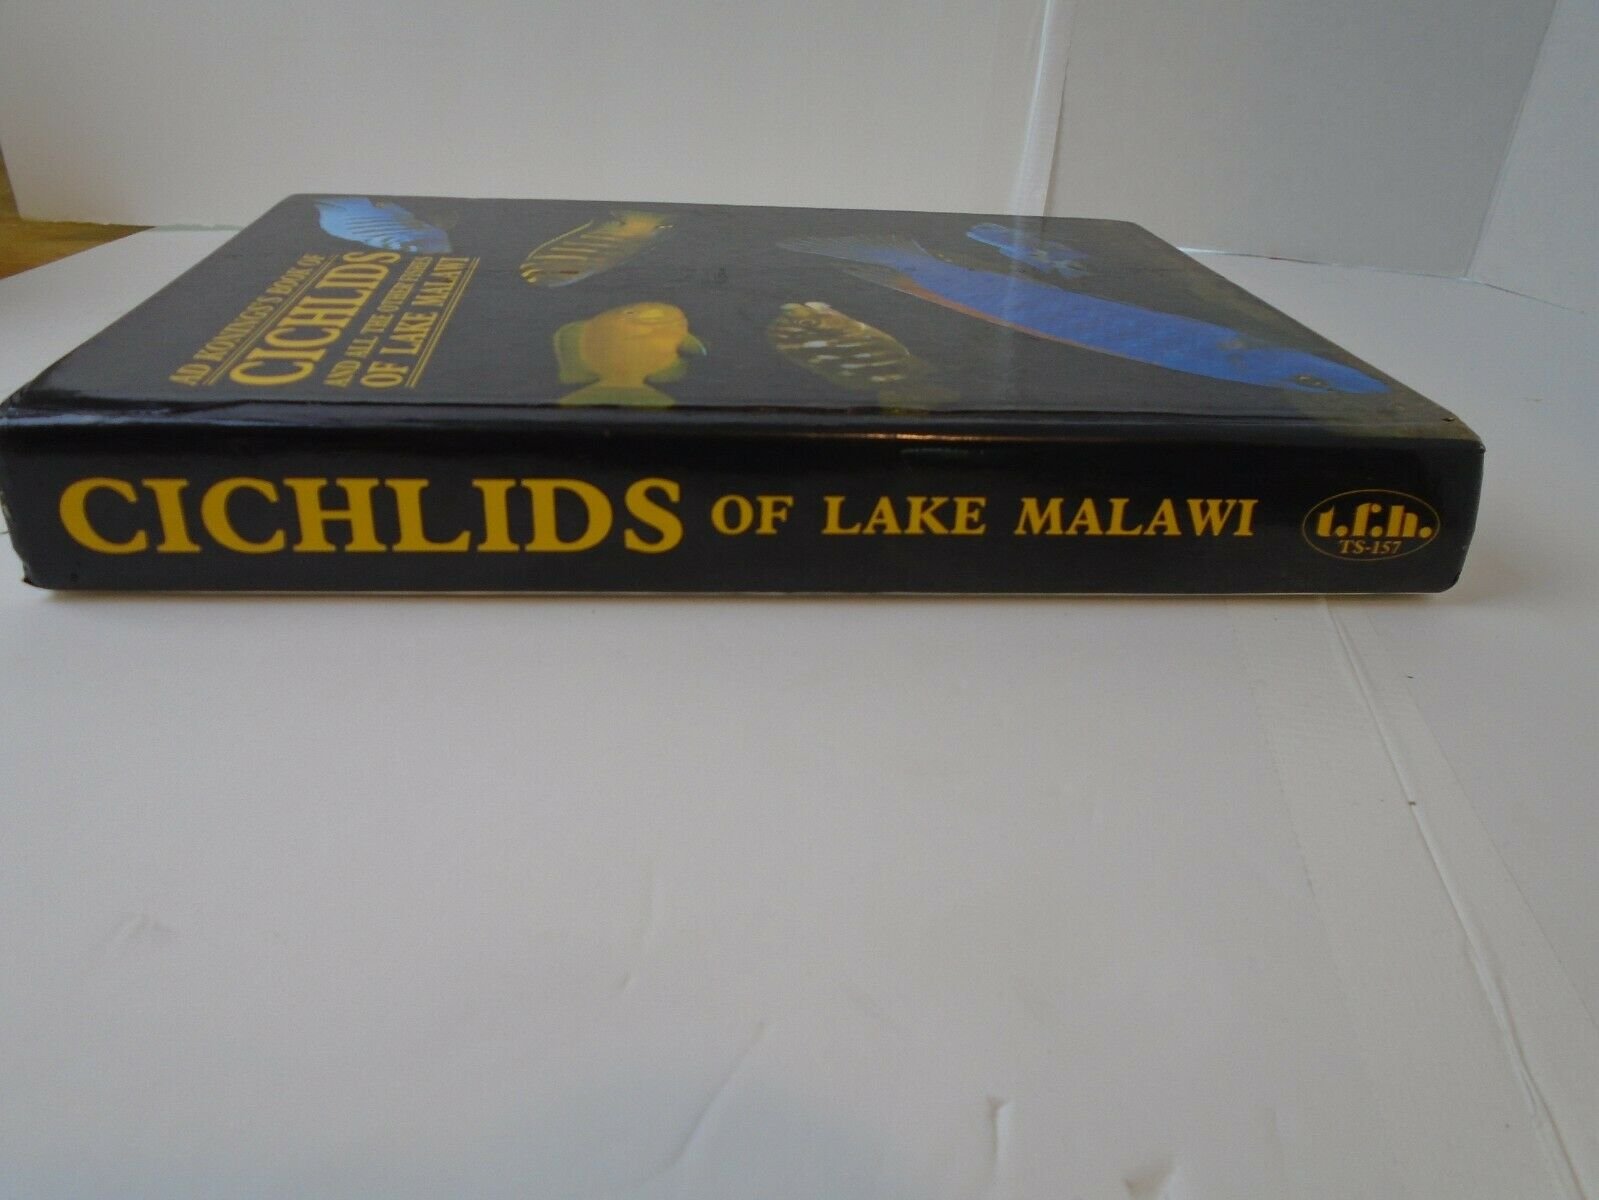 AD KONINGS'S BOOK OF
CICHLIDS
AND ALL THE OTHER FISHES
OF LAKE MALAWI
CICHLIDS OF LAKE MALAWI
t.f.h.
TS-157